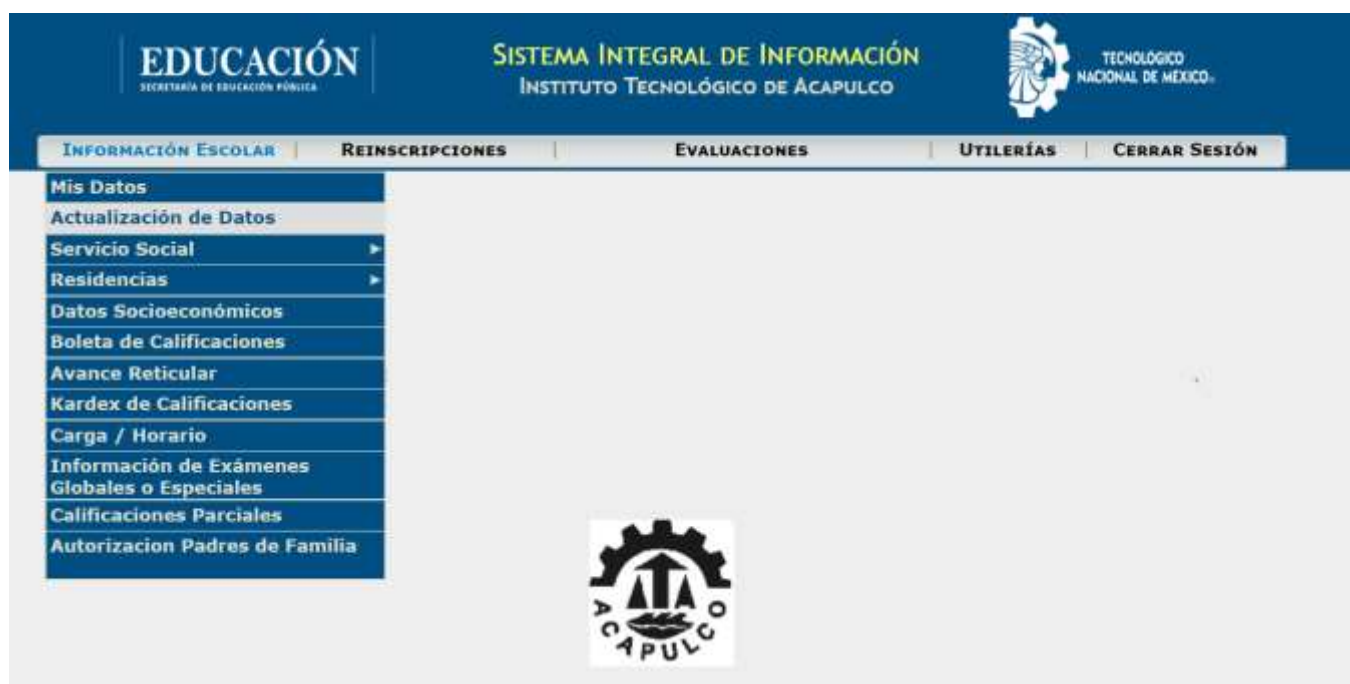 EDUCACIÓN
SECRETARÍA DE EDUCACIÓN PÚBLICA
SISTEMA INTEGRAL DE INFORMACIÓN
INSTITUTO TECNOLÓGICO DE ACAPULCO
TECNOLÓGICO
NACIONAL DE MÉXICO
INFORMACIÓN ESCOLAR | REINSCRIPCIONES | EVALUACIONES | UTILERÍAS | CERRAR SESIÓN
Mis Datos
Actualización de Datos
Servicio Social
Residencias
Datos Socioeconómicos
Boleta de Calificaciones
Avance Reticular
Kardex de Calificaciones
Carga / Horario
Información de Exámenes
Globales o Especiales
Calificaciones Parciales
Autorizacion Padres de Familia
ACAPULCO